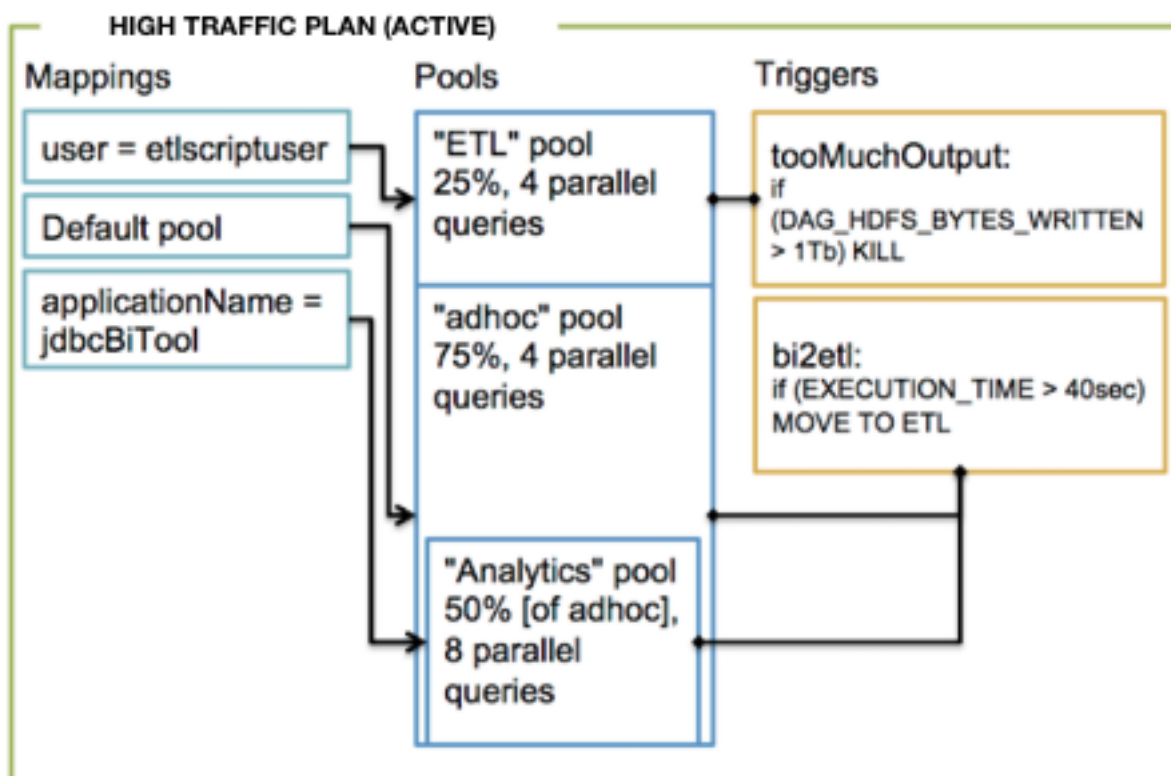 HIGH TRAFFIC PLAN (ACTIVE)
Mappings
user = etlscriptuser
Default pool
applicationName =
jdbcBiTool
Pools
"ETL" pool
25%, 4 parallel
queries
"adhoc" pool
75%, 4 parallel
queries
"Analytics" pool
50% [of adhoc],
8 parallel
queries
Triggers
tooMuchOutput:
if
(DAG_HDFS_BYTES_WRITTEN
> 1Tb) KILL
bi2etl:
if (EXECUTION_TIME > 40sec)
MOVE TO ETL